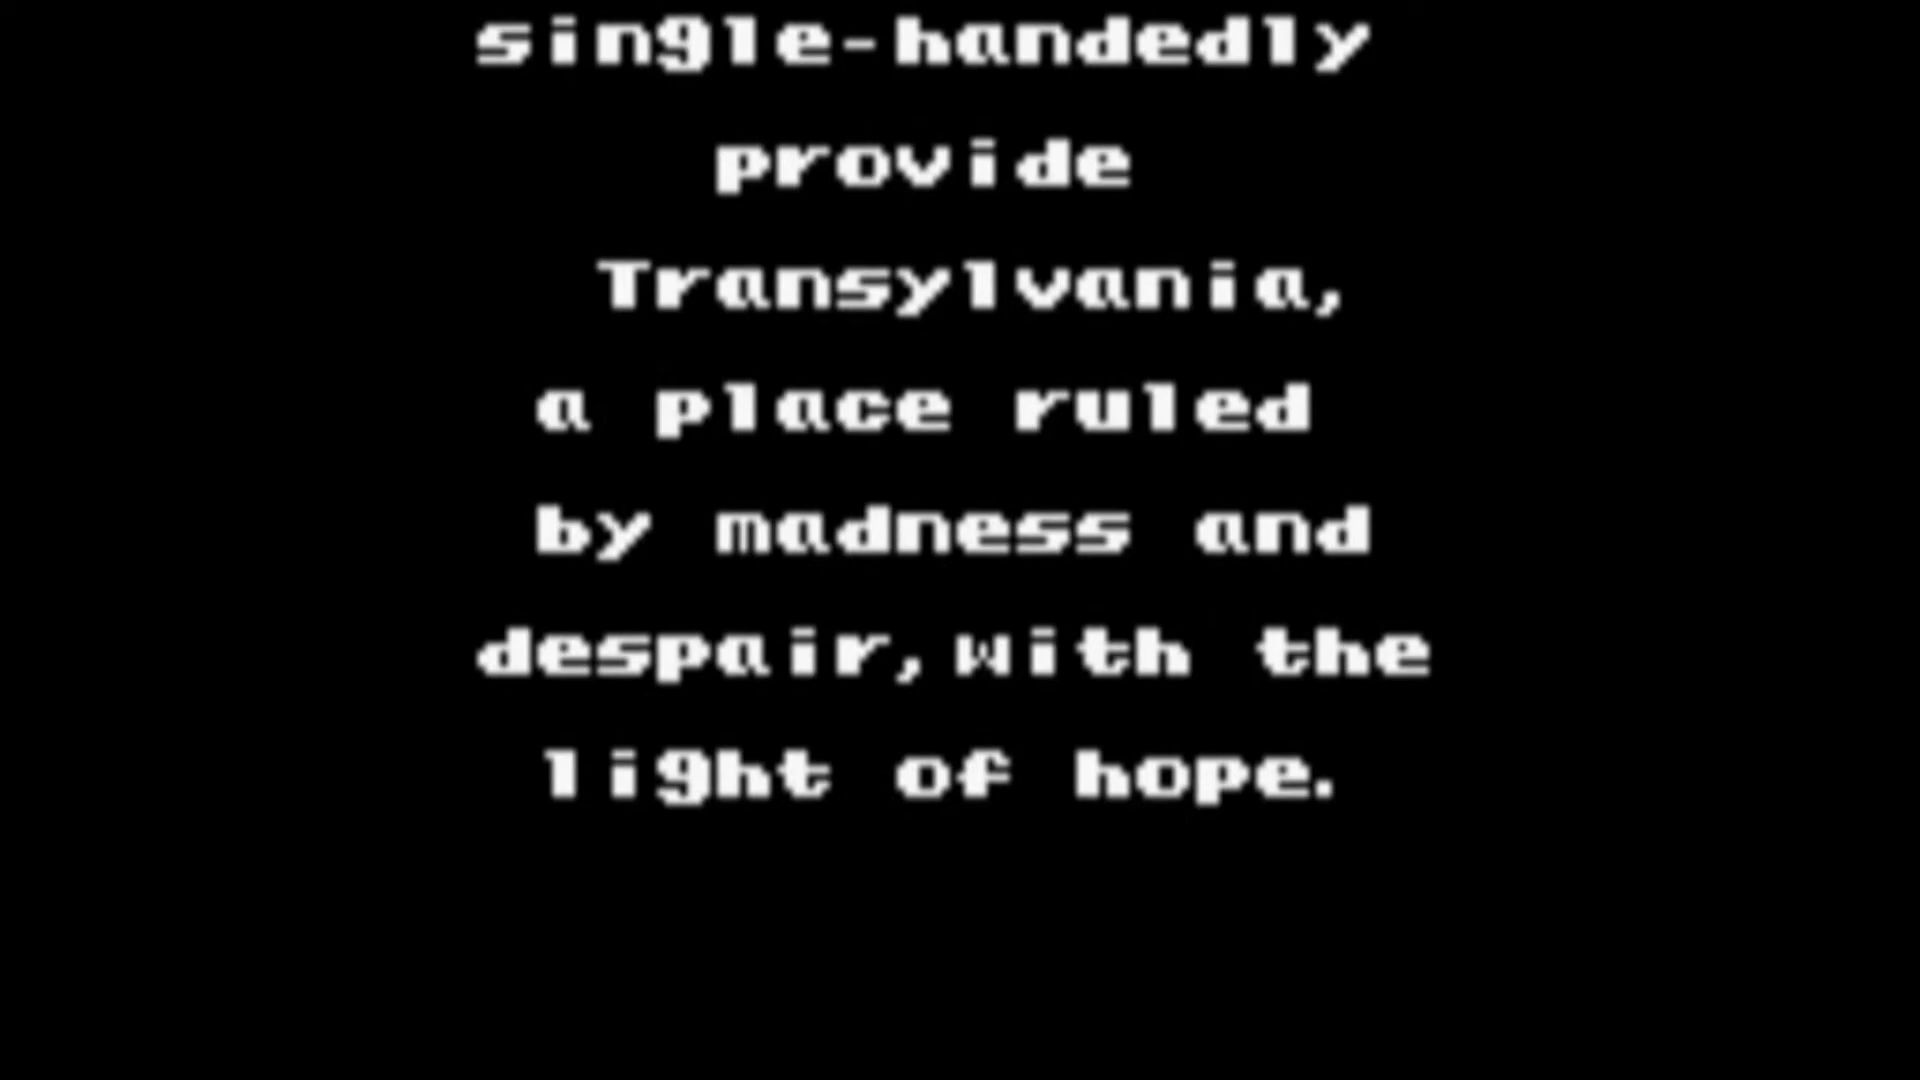 single-handedly
provide
Transylvania,
a place ruled
by madness and
despair,with the
light of hope.